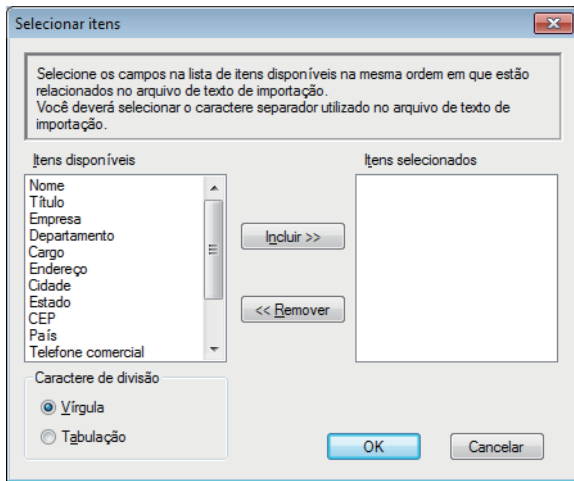 Selecionar itens
Selecione os campos na lista de itens disponíveis na mesma ordem em que estão
relacionados no arquivo de texto de importação.
Você deverá selecionar o caractere separador utilizado no arquivo de texto de
importação.
Itens disponíveis
Itens selecionados
Nome
Título
Empresa
Departamento
Cargo
Endereço
Cidade
Estado
CEP
País
Telefone comercial
Incluir >>
<< Remover
Caractere de divisão
Vírgula
Tabulação
OK
Cancelar